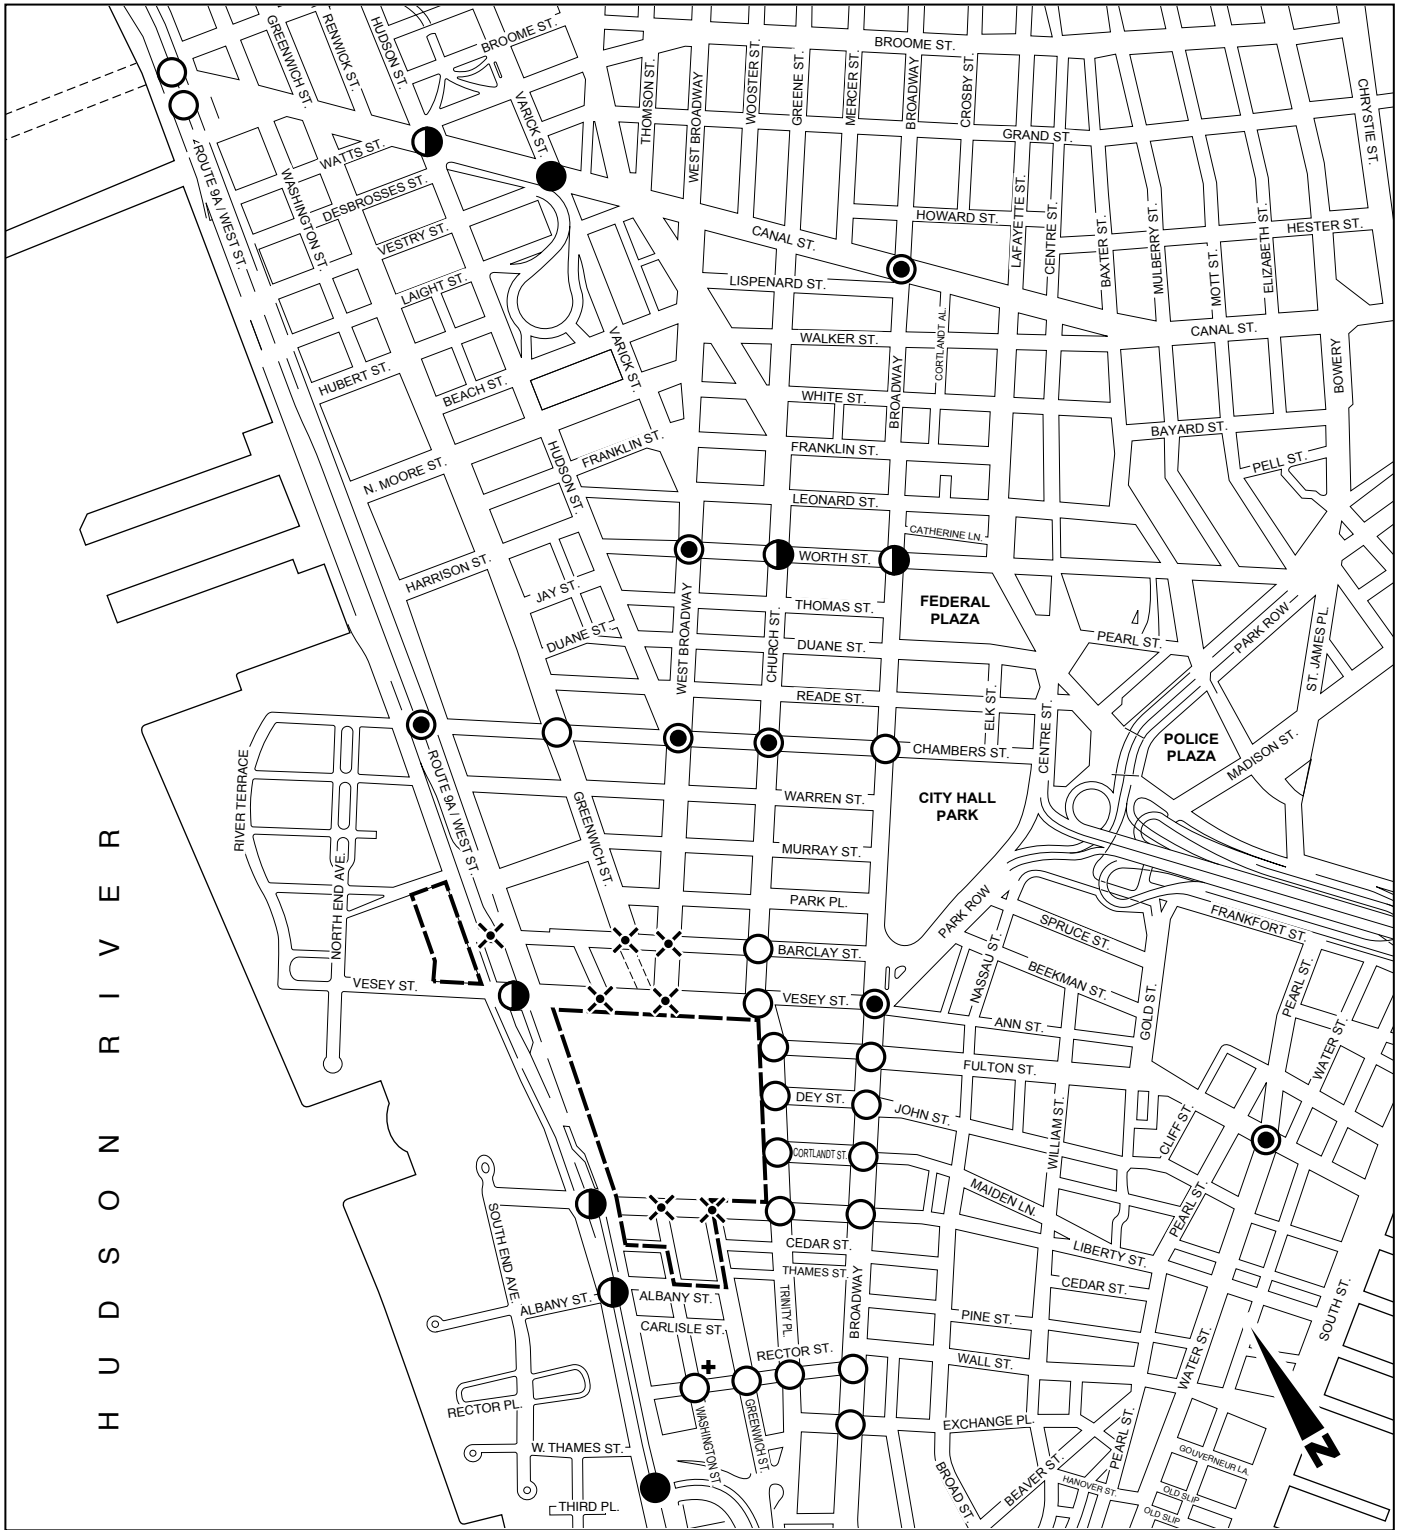 GREENWICH ST.
RENWICK ST.
HUDSON ST.
BROOME ST.
VARICK ST.
THOMSON ST.
WEST BROADWAY
WOOSTER ST.
GREENE ST.
MERCER ST.
BROADWAY
CROSBY ST.
BROOME ST.
GRAND ST.
CHRYSTIE ST.
ROUTE 9A / WEST ST.
WATTS ST.
WASHINGTON ST.
DESBROSSES ST.
VESTRY ST.
LAIGHT ST.
HOWARD ST.
LAFAYETTE ST.
CENTRE ST.
BAXTER ST.
MULBERRY ST.
MOTT ST.
ELIZABETH ST.
HESTER ST.
CANAL ST.
LISPENARD ST.
CORTLANDT AL.
CANAL ST.
WALKER ST.
BOWERY
VARICK ST.
HUBERT ST.
BEACH ST.
WHITE ST.
BROADWAY
BAYARD ST.
FRANKLIN ST.
FRANKLIN ST.
PELL ST.
HUDSON ST.
N. MOORE ST.
LEONARD ST.
CATHERINE LN.
WORTH ST.
HARRISON ST.
JAY ST.
THOMAS ST.
FEDERAL
PLAZA
PARK ROW
ST. JAMES PL.
DUANE ST.
WEST BROADWAY
CHURCH ST.
DUANE ST.
PEARL ST.
READE ST.
ELK ST.
CENTRE ST.
CHAMBERS ST.
POLICE
PLAZA
MADISON ST.
RIVER TERRACE
ROUTE 9A / WEST ST.
GREENWICH ST.
WARREN ST.
CITY HALL
PARK
MURRAY ST.
NORTH END AVE.
PARK PL.
PARK ROW
SPRUCE ST.
FRANKFORT ST.
BARCLAY ST.
NASSAU ST.
BEEKMAN ST.
PEARL ST.
VESEY ST.
VESEY ST.
ANN ST.
GOLD ST.
WATER ST.
FULTON ST.
DEY ST.
JOHN ST.
WILLIAM ST.
CLIFF ST.
CORTLANDT ST.
MAIDEN LN.
PEARL ST.
HUDSON RIVER
SOUTH END AVE.
CEDAR ST.
LIBERTY ST.
THAMES ST.
CEDAR ST.
SOUTH ST.
ALBANY ST.
ALBANY ST.
TRINITY PL.
BROADWAY
CARLISLE ST.
PINE ST.
RECTOR ST.
WALL ST.
WATER ST.
RECTOR PL.
WASHINGTON ST
GREENWICH ST.
EXCHANGE PL.
PEARL ST.
W. THAMES ST.
BROAD ST.
BEAVER ST.
GOUVERNEUR LA.
HANOVER ST.
OLD SLIP
THIRD PL.
OLD SLIP
N